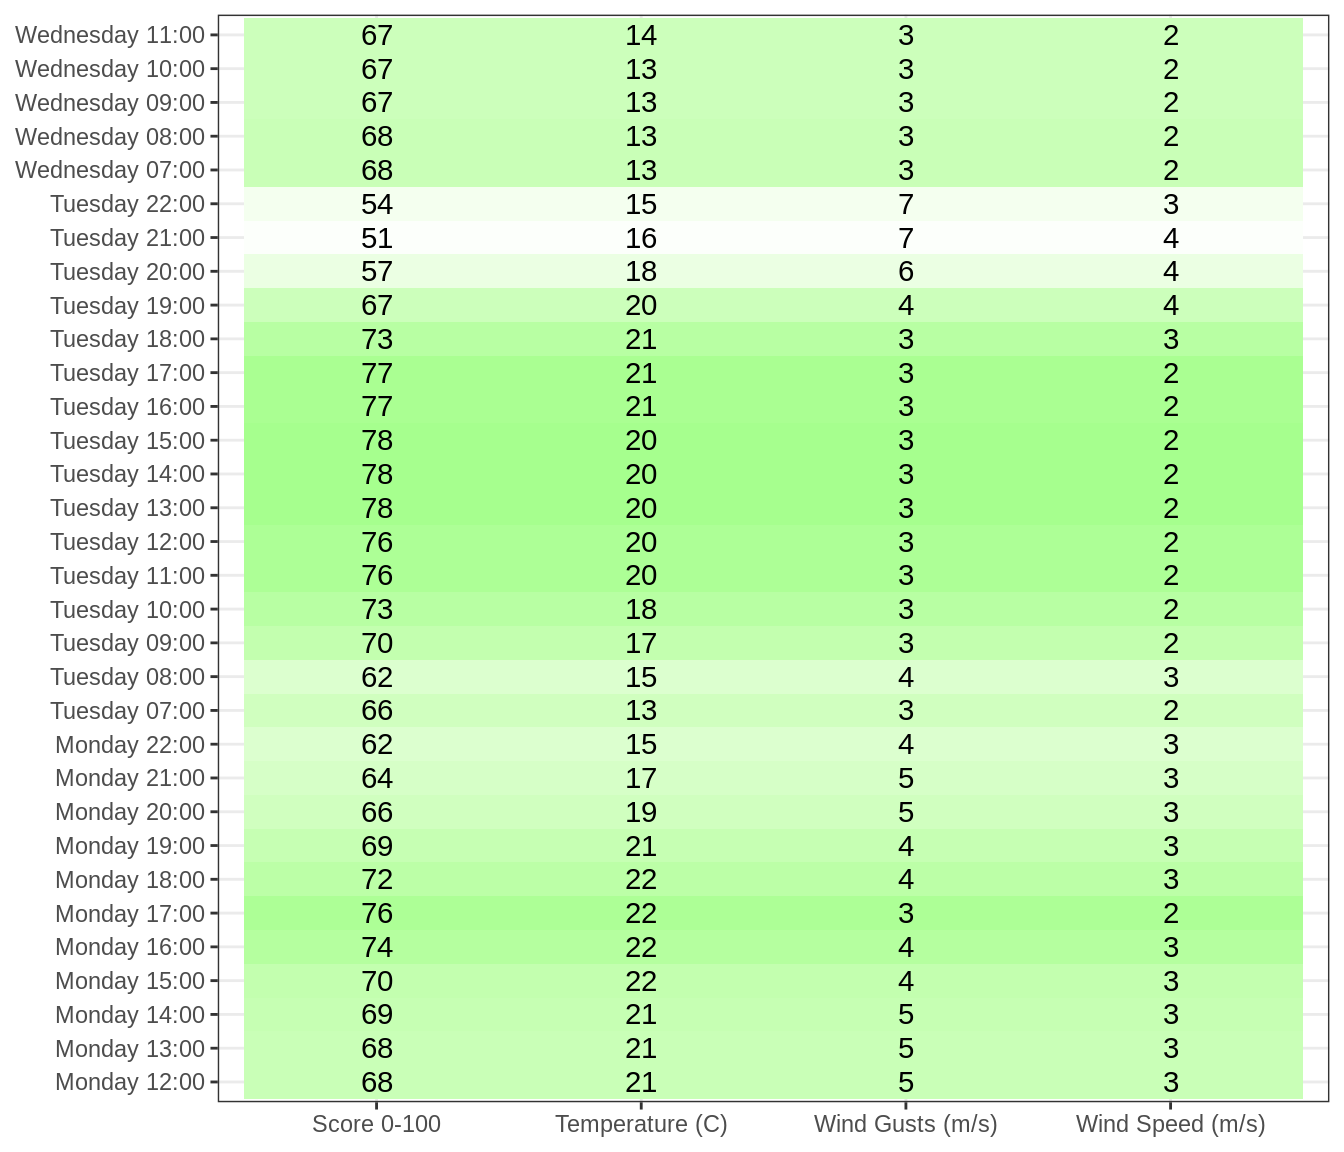 Wednesday 11:00 67 14 3 2
Wednesday 10:00 67 13 3 2
Wednesday 09:00 67 13 3 2
Wednesday 08:00 68 13 3 2
Wednesday 07:00 68 13 3 2
Tuesday 22:00 54 15 7 3
Tuesday 21:00 51 16 7 4
Tuesday 20:00 57 18 6 4
Tuesday 19:00 67 20 4 4
Tuesday 18:00 73 21 3 3
Tuesday 17:00 77 21 3 2
Tuesday 16:00 77 21 3 2
Tuesday 15:00 78 20 3 2
Tuesday 14:00 78 20 3 2
Tuesday 13:00 78 20 3 2
Tuesday 12:00 76 20 3 2
Tuesday 11:00 76 20 3 2
Tuesday 10:00 73 18 3 2
Tuesday 09:00 70 17 3 2
Tuesday 08:00 62 15 4 3
Tuesday 07:00 66 13 3 2
Monday 22:00 62 15 4 3
Monday 21:00 64 17 5 3
Monday 20:00 66 19 5 3
Monday 19:00 69 21 4 3
Monday 18:00 72 22 4 3
Monday 17:00 76 22 3 2
Monday 16:00 74 22 4 3
Monday 15:00 70 22 4 3
Monday 14:00 69 21 5 3
Monday 13:00 68 21 5 3
Monday 12:00 68 21 5 3
Score 0-100 Temperature (C) Wind Gusts (m/s) Wind Speed (m/s)